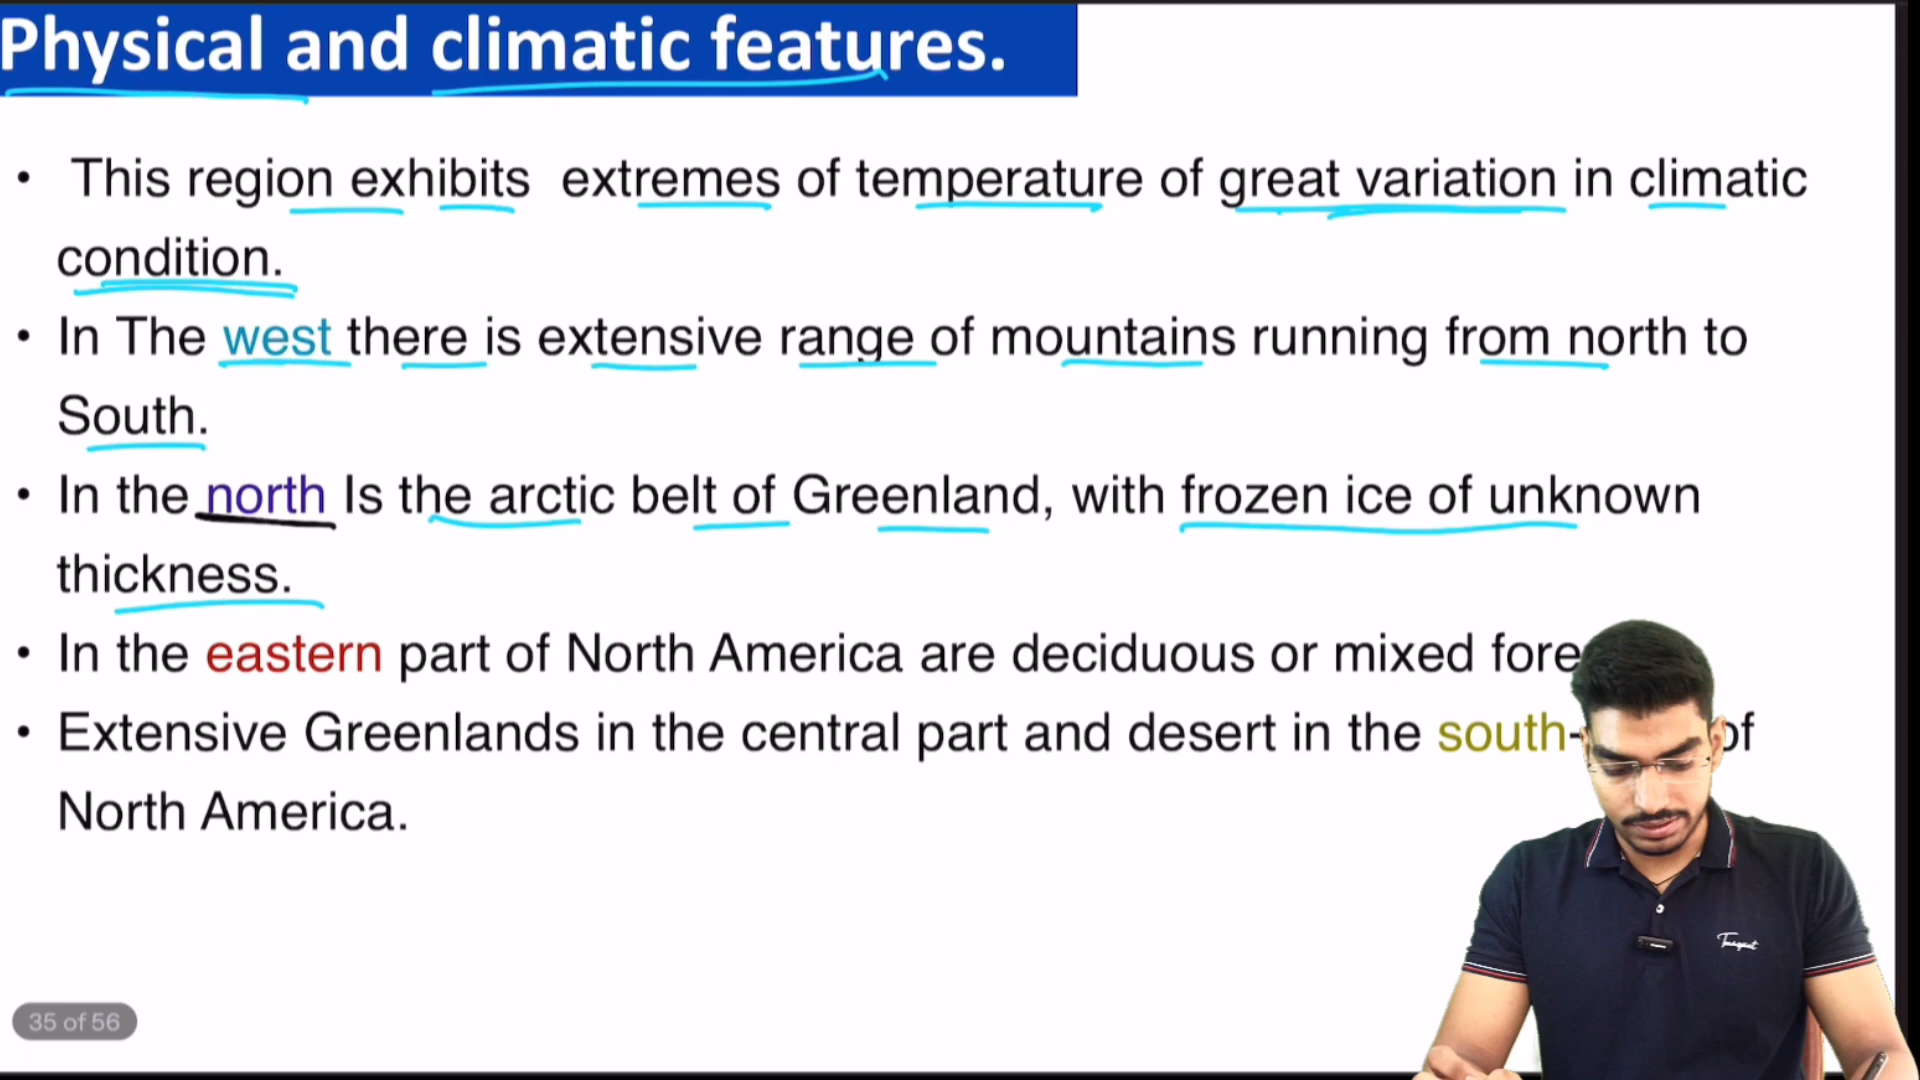 Physical and climatic features.
• This region exhibits extremes of temperature of great variation in climatic
condition.
• In The west there is extensive range of mountains running from north to
South.
• In the north Is the arctic belt of Greenland, with frozen ice of unknown
thickness.
• In the eastern part of North America are deciduous or mixed
• Extensive Greenlands in the central part and desert in the south- of
North America.
35 of 56